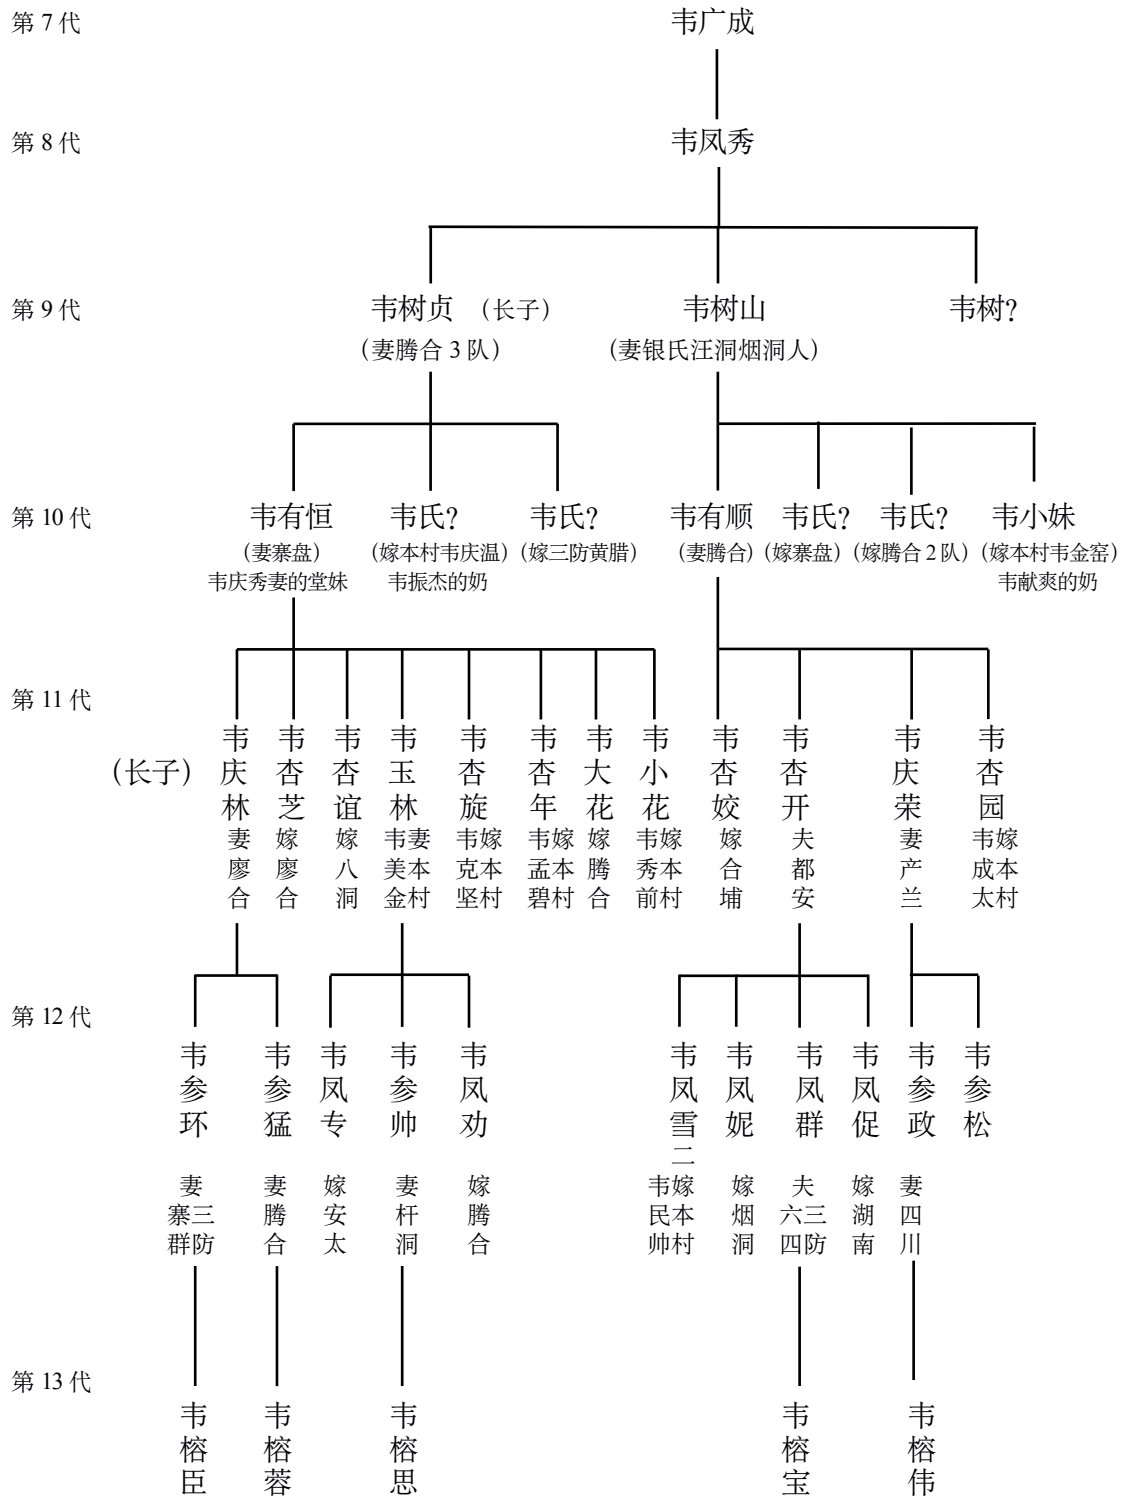 第 7 代
韦广成
第 8 代
韦凤秀
第 9 代
韦树贞 （长子）
韦树山
韦树？
（妻腾合 3 队）
（妻银氏汪洞烟洞人）
第 10 代
韦有恒
韦氏？
韦氏？
韦有顺
韦氏？
韦氏？
韦小妹
（妻寨盘）
（嫁本村韦庆温）
（嫁三防黄腊）
（妻腾合）
（嫁寨盘）
（嫁腾合 2 队）
（嫁本村韦金窑）
韦庆秀妻的堂妹
韦振杰的奶
韦献爽的奶
第 11 代
（长子）
韦庆林
妻廖合
韦杏芝
嫁廖合
韦杏谊
嫁八洞
韦玉林
妻本村
韦美金
韦杏旋
嫁本村
韦克坚
韦杏年
嫁本村
韦孟碧
韦大花
嫁腾合
韦小花
嫁本村
韦秀前
韦杏姣
嫁合埔
韦杏开
夫都安
韦庆荣
妻产兰
韦杏园
嫁本村
韦成太
第 12 代
韦参环
妻
三防
寨群
韦参猛
妻腾合
韦凤专
嫁安太
韦参帅
妻杆洞
韦凤劝
嫁腾合
韦凤雪二
嫁本村
韦民帅
韦凤妮
嫁烟洞
韦凤群
夫
三防
六四
韦凤促
嫁湖南
韦参政
妻四川
韦参松
第 13 代
韦榕臣
韦榕蓉
韦榕思
韦榕宝
韦榕伟